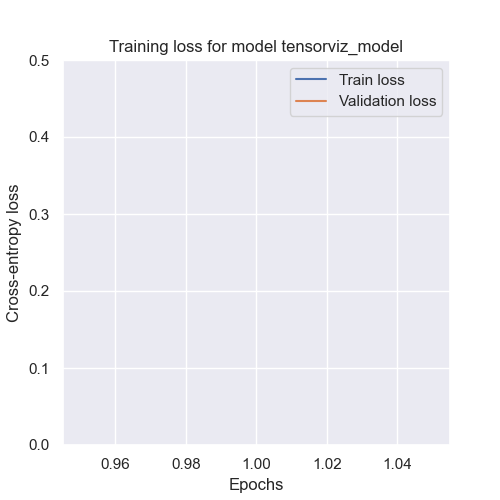 Training loss for model tensorviz_model
0.5
Train loss
Validation loss
0.4
0.3
Cross-entropy loss
0.2
0.1
0.0
0.96 0.98 1.00 1.02 1.04
Epochs